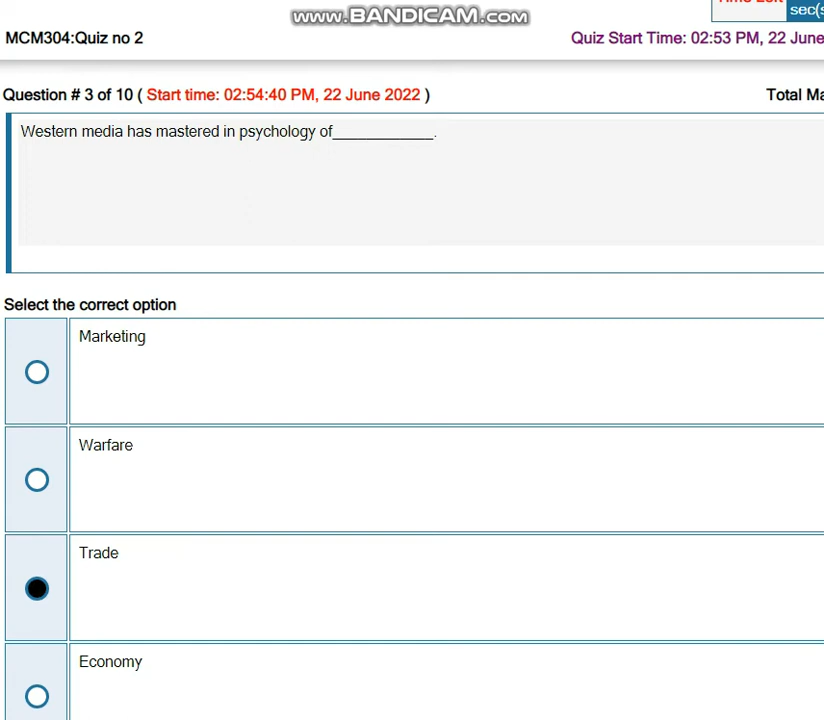 www.BANDICAM.com
sec(s
MCM304:Quiz no 2
Quiz Start Time: 02:53 PM, 22 June
Question # 3 of 10 ( Start time: 02:54:40 PM, 22 June 2022 )
Total Ma
Western media has mastered in psychology of____________.
Select the correct option
Marketing
Warfare
Trade
Economy